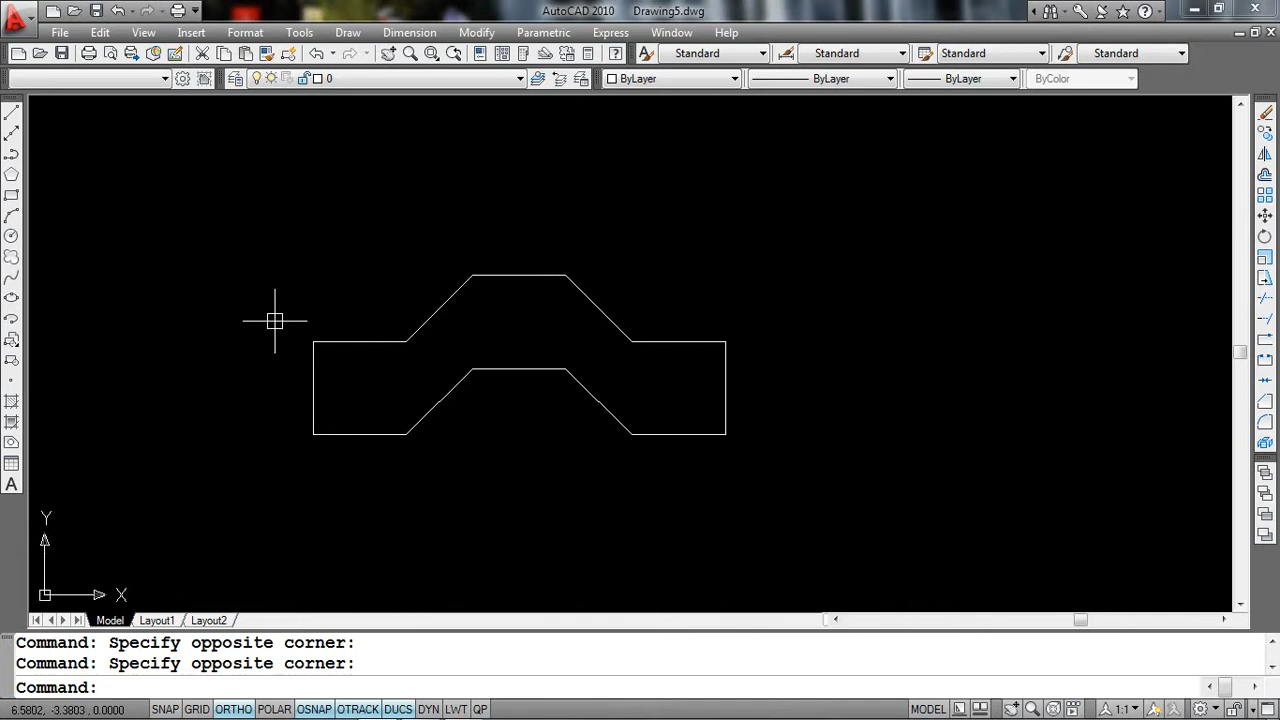 AutoCAD 2010 Drawing5.dwg
File Edit View Insert Format Tools Draw Dimension Modify Parametric Express Window Help
Standard Standard Standard Standard
0 ByLayer ByLayer ByLayer ByColor
Y
X
Model Layout1 Layout2
Command: Specify opposite corner:
Command: Specify opposite corner:
Command:
6.5802, -3.3803 , 0.0000 SNAP GRID ORTHO POLAR OSNAP OTRACK DUCS DYN LWT QP MODEL 1:1